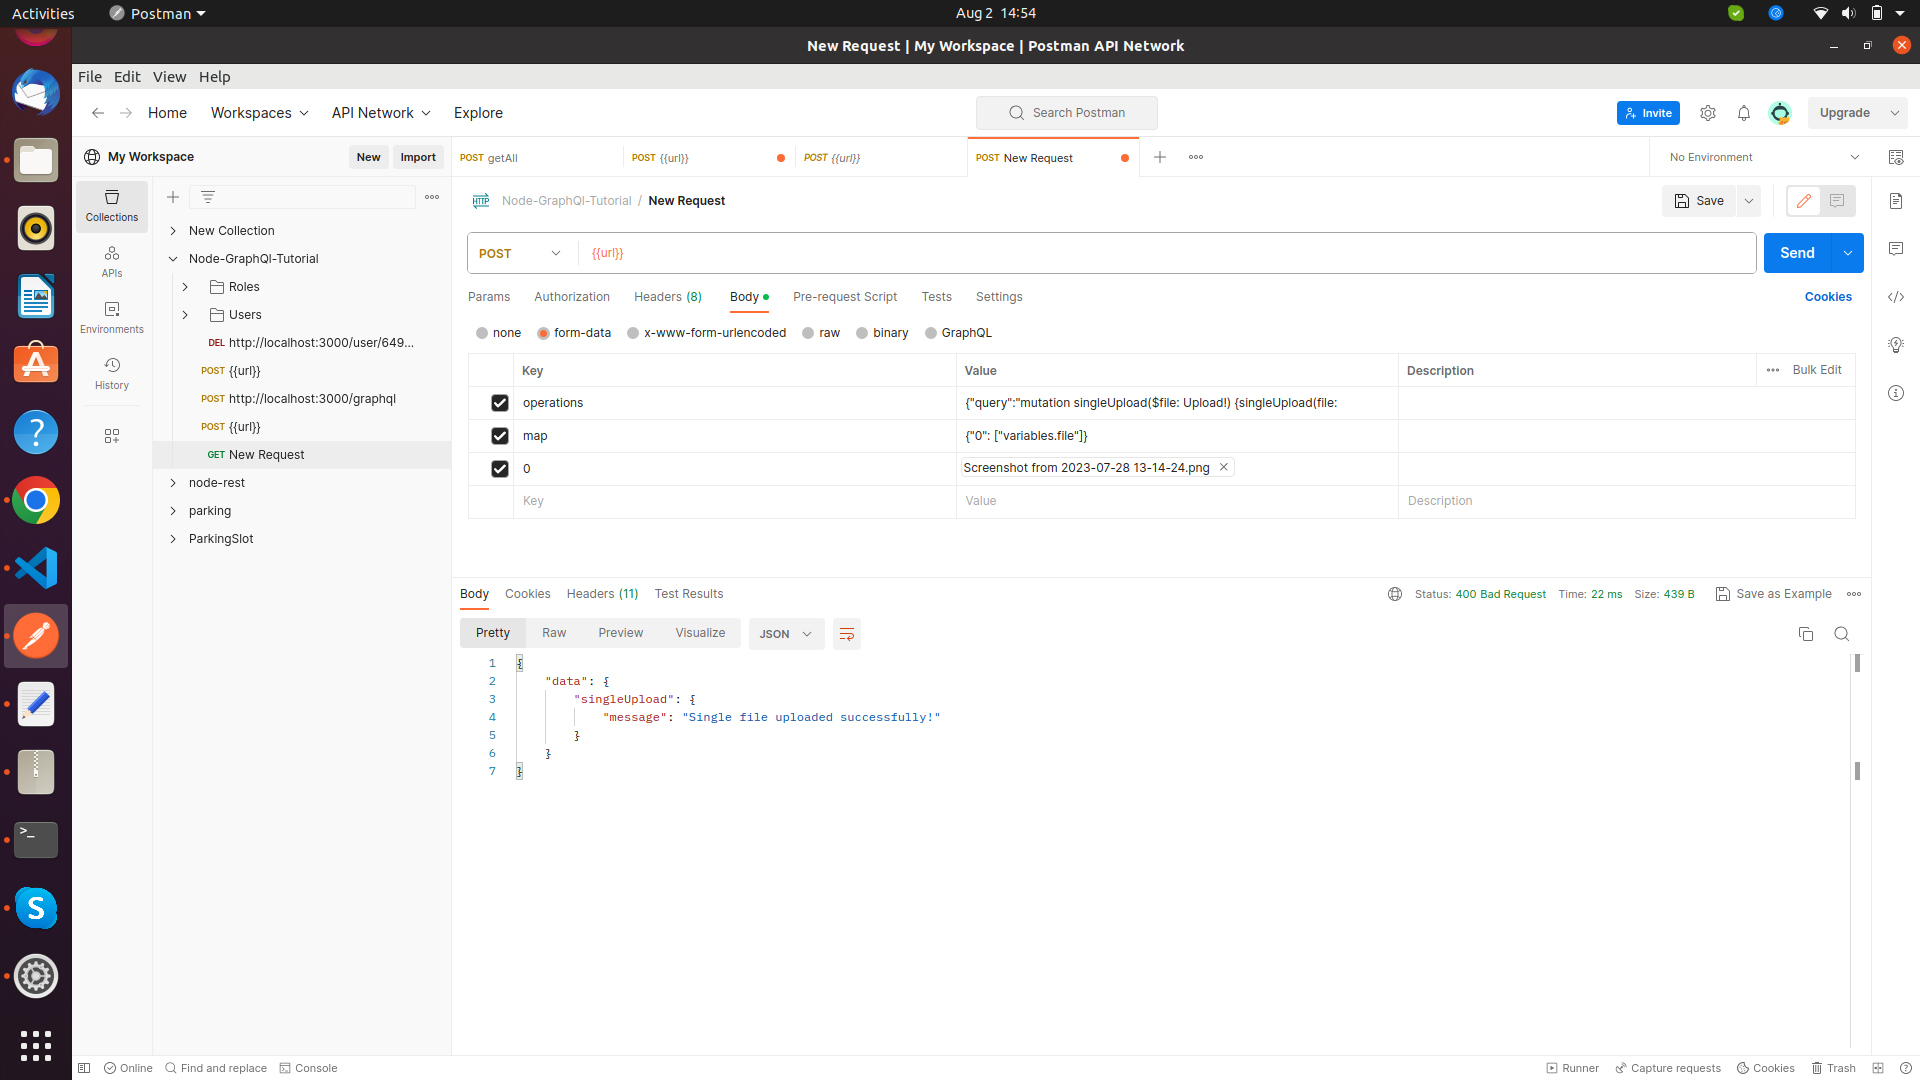 Activities Postman Aug 2 14:54
New Request | My Workspace | Postman API Network
File Edit View Help
Home Workspaces API Network Explore Search Postman Invite Upgrade
My Workspace New Import POST getAll POST {{url}} POST {{url}} POST New Request No Environment
Collections
APIs
Environments
History
New Collection
Node-GraphQl-Tutorial
Roles
Users
DEL http://localhost:3000/user/649...
POST {{url}}
POST http://localhost:3000/graphql
POST {{url}}
GET New Request
node-rest
parking
ParkingSlot
HTTP Node-GraphQl-Tutorial / New Request Save
POST {{url}} Send
Params Authorization Headers (8) Body Pre-request Script Tests Settings Cookies
none form-data x-www-form-urlencoded raw binary GraphQL
Key Value Description Bulk Edit
operations {"query":"mutation singleUpload($file: Upload!) {singleUpload(file:
map {"0": ["variables.file"]}
0 Screenshot from 2023-07-28 13-14-24.png
Key Value Description
Body Cookies Headers (11) Test Results Status: 400 Bad Request Time: 22 ms Size: 439 B Save as Example
Pretty Raw Preview Visualize JSON
1 {
2 "data": {
3 "singleUpload": {
4 "message": "Single file uploaded successfully!"
5 }
6 }
7 }
Online Find and replace Console Runner Capture requests Cookies Trash